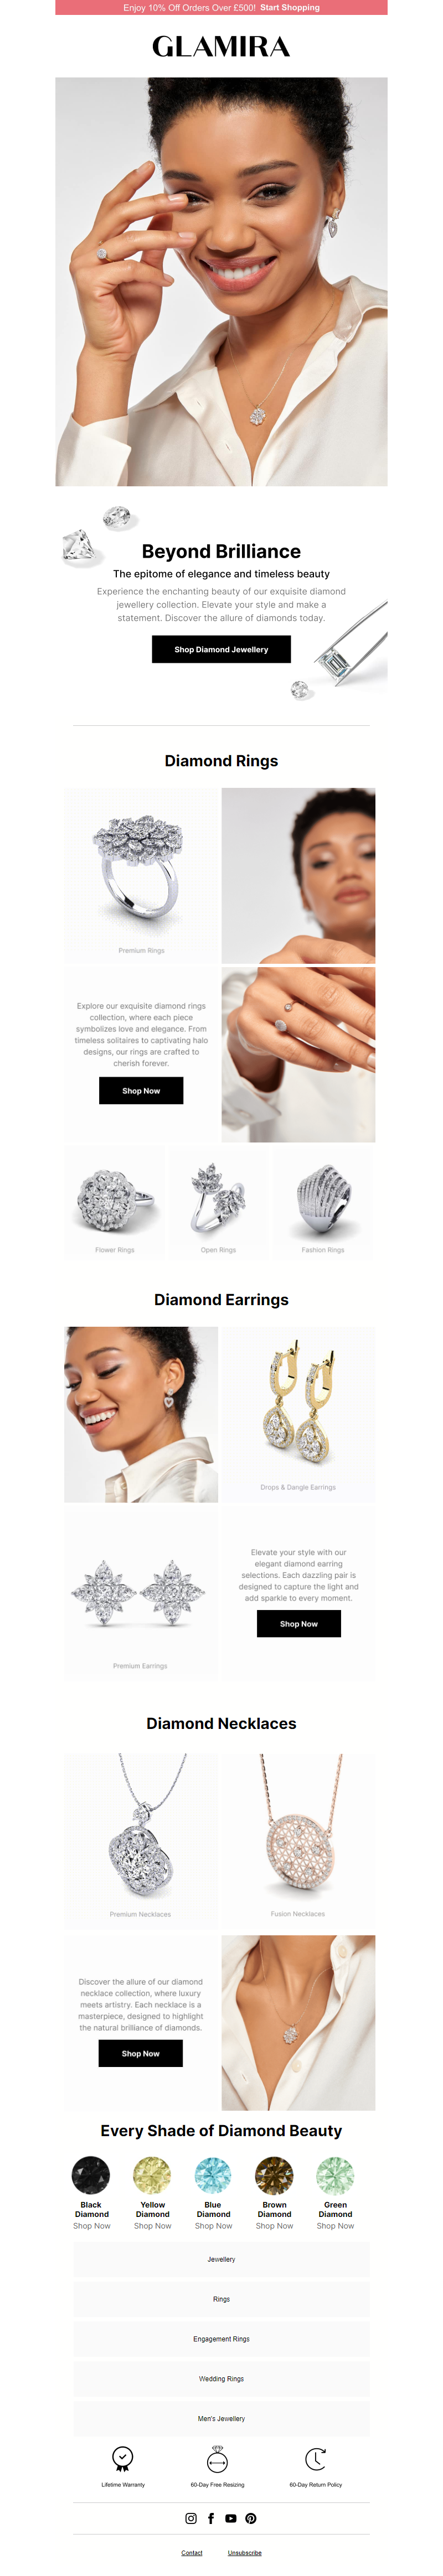 Enjoy 10% Off Orders Over £500! Start Shopping
GLAMIRA
Beyond Brilliance
The epitome of elegance and timeless beauty
Experience the enchanting beauty of our exquisite diamond
jewellery collection. Elevate your style and make a
statement. Discover the allure of diamonds today.
Shop Diamond Jewellery
Diamond Rings
Premium Rings
Explore our exquisite diamond rings
collection, where each piece
symbolizes love and elegance. From
timeless solitaires to captivating halo
designs, our rings are crafted to
cherish forever.
Shop Now
Flower Rings
Open Rings
Fashion Rings
Diamond Earrings
Drops & Dangle Earrings
Premium Earrings
Elevate your style with our
elegant diamond earring
selections. Each dazzling pair is
designed to capture the light and
add sparkle to every moment.
Shop Now
Diamond Necklaces
Premium Necklaces
Fusion Necklaces
Discover the allure of our diamond
necklace collection, where luxury
meets artistry. Each necklace is a
masterpiece, designed to highlight
the natural brilliance of diamonds.
Shop Now
Every Shade of Diamond Beauty
Black
Diamond
Shop Now
Yellow
Diamond
Shop Now
Blue
Diamond
Shop Now
Brown
Diamond
Shop Now
Green
Diamond
Shop Now
Jewellery
Rings
Engagement Rings
Wedding Rings
Men's Jewellery
Lifetime Warranty
60-Day Free Resizing
60-Day Return Policy
Contact
Unsubscribe